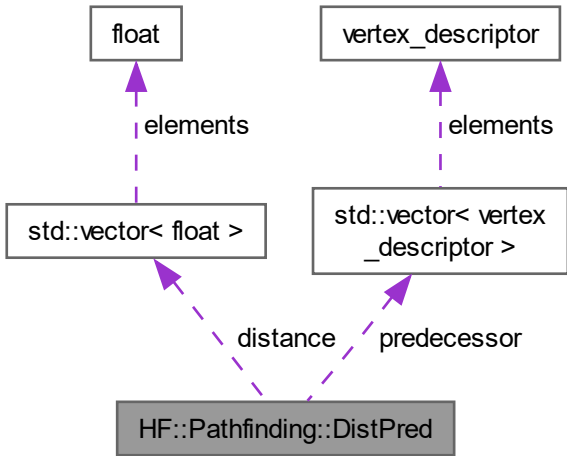 float
vertex_descriptor
elements
elements
std::vector< float >
std::vector< vertex
_descriptor >
distance
predecessor
HF::Pathfinding::DistPred